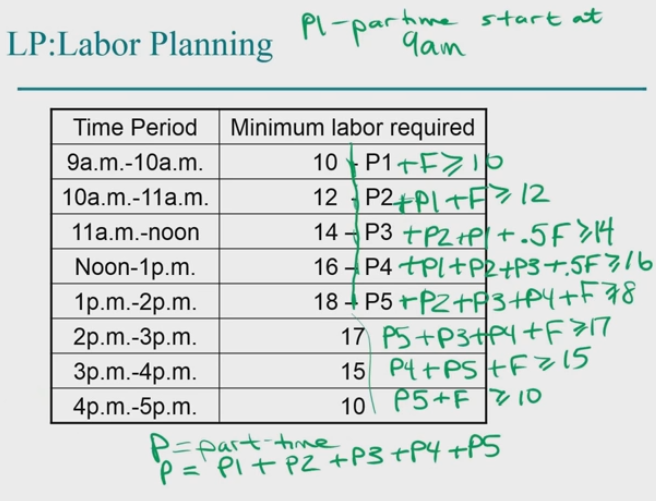 P1-partime start at
9am
LP:Labor Planning
Time Period Minimum labor required
9a.m.-10a.m. 10 - P1 +F≥10
10a.m.-11a.m. 12 - P2 +P1+F≥12
11a.m.-noon 14 - P3 +P2+P1+.5F≥14
Noon-1p.m. 16 - P4 +P1+P2+P3+.5F≥16
1p.m.-2p.m. 18 - P5 +P2+P3+P4+F≥18
2p.m.-3p.m. 17 P5+P3+P4+F≥17
3p.m.-4p.m. 15 P4+P5+F≥15
4p.m.-5p.m. 10 P5+F≥10
P=part-time
P= P1+P2+P3+P4+P5